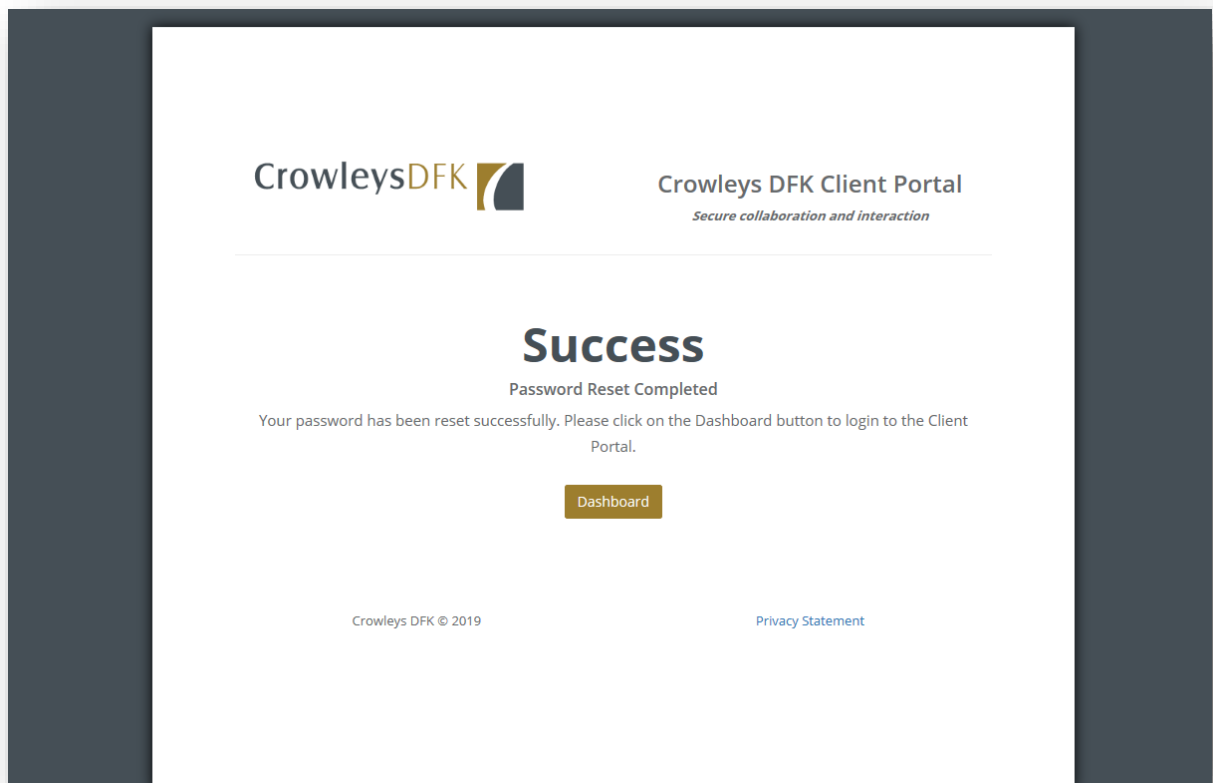 CrowleysDFK
Crowleys DFK Client Portal
Secure collaboration and interaction
Success
Password Reset Completed
Your password has been reset successfully. Please click on the Dashboard button to login to the Client
Portal.
Dashboard
Crowleys DFK © 2019
Privacy Statement